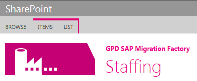 SharePoint
BROWSE ITEMS LIST
GPD SAP Migration Factory
Staffing